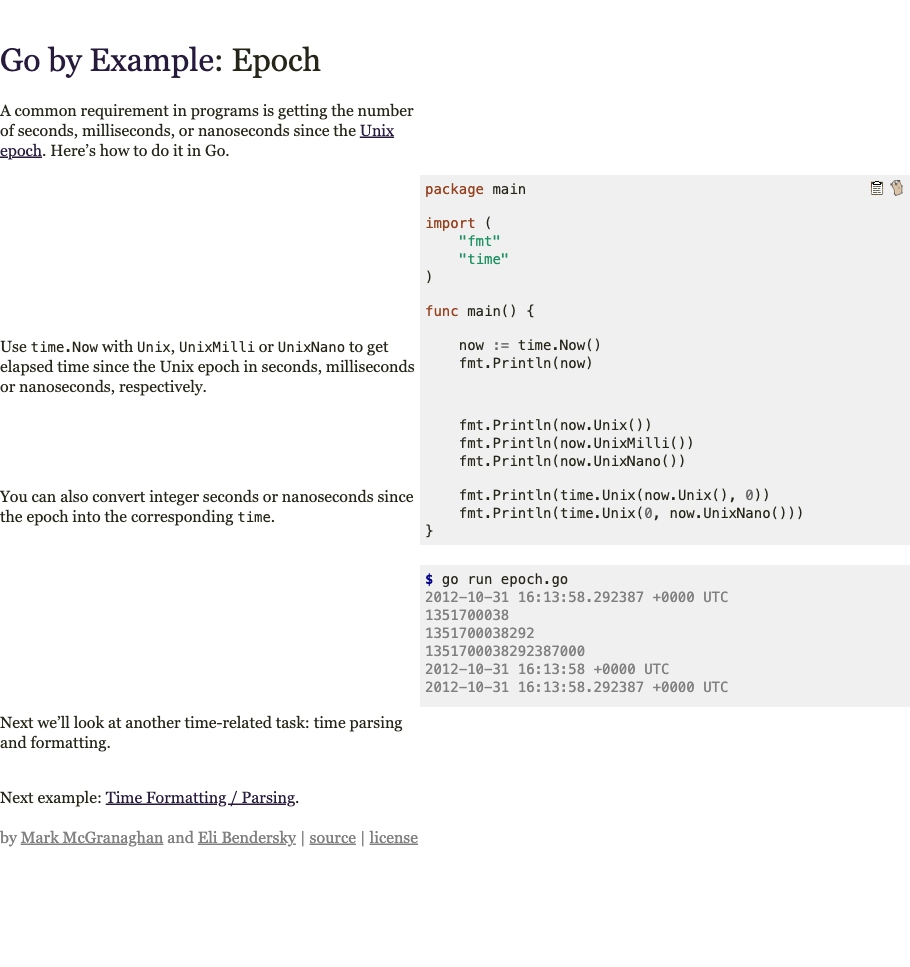 Go by Example: Epoch
A common requirement in programs is getting the number
of seconds, milliseconds, or nanoseconds since the Unix
epoch. Here’s how to do it in Go.
package main
import (
    "fmt"
    "time"
)
func main() {
Use time.Now with Unix, UnixMilli or UnixNano to get
elapsed time since the Unix epoch in seconds, milliseconds
or nanoseconds, respectively.
    now := time.Now()
    fmt.Println(now)
    fmt.Println(now.Unix())
    fmt.Println(now.UnixMilli())
    fmt.Println(now.UnixNano())
You can also convert integer seconds or nanoseconds since
the epoch into the corresponding time.
    fmt.Println(time.Unix(now.Unix(), 0))
    fmt.Println(time.Unix(0, now.UnixNano()))
}
$ go run epoch.go
2012-10-31 16:13:58.292387 +0000 UTC
1351700038
1351700038292
1351700038292387000
2012-10-31 16:13:58 +0000 UTC
2012-10-31 16:13:58.292387 +0000 UTC
Next we’ll look at another time-related task: time parsing
and formatting.
Next example: Time Formatting / Parsing.
by Mark McGranaghan and Eli Bendersky | source | license